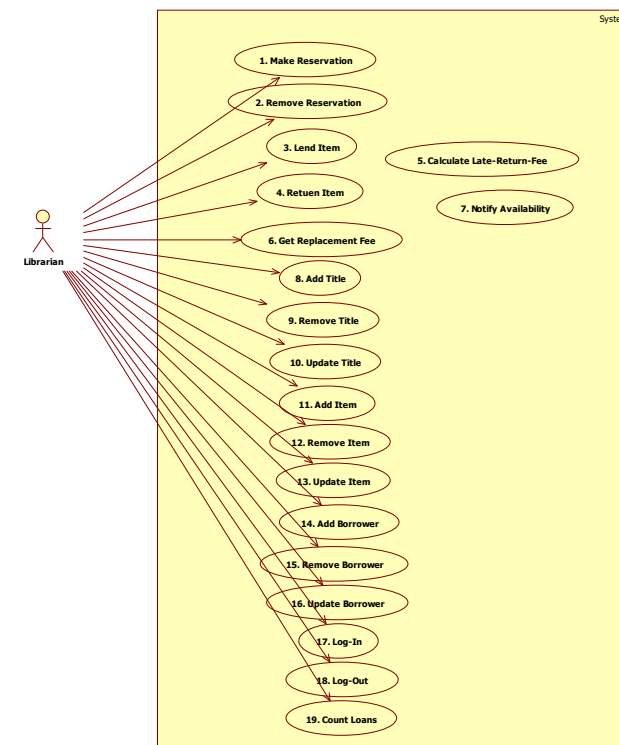 Syste
1. Make Reservation
2. Remove Reservation
3. Lend Item
5. Calculate Late-Return-Fee
4. Retuen Item
7. Notify Availability
6. Get Replacement Fee
Librarian
8. Add Title
9. Remove Title
10. Update Title
11. Add Item
12. Remove Item
13. Update Item
14. Add Borrower
15. Remove Borrower
16. Update Borrower
17. Log-In
18. Log-Out
19. Count Loans